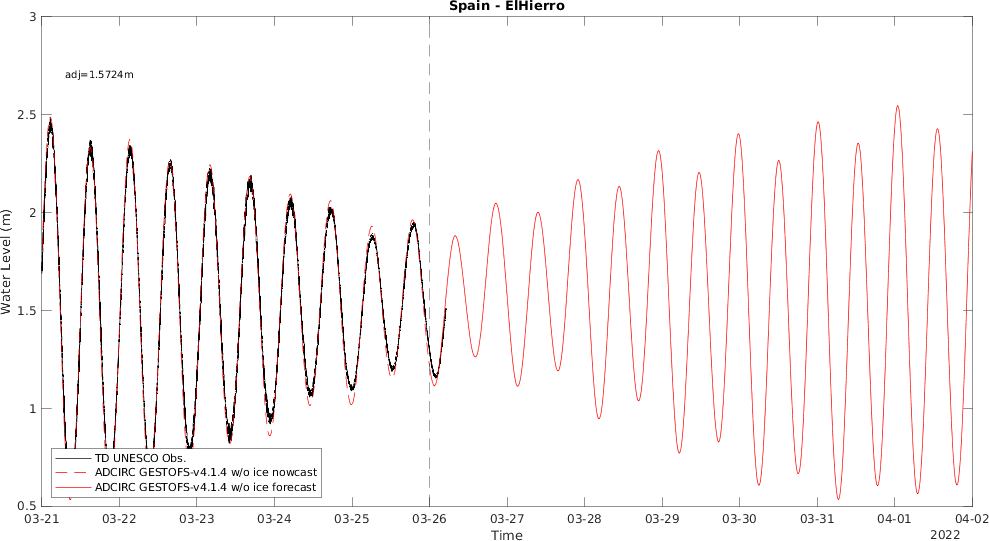 Spain - ElHierro
adj=1.5724m
Water Level (m)
3
2.5
2
1.5
1
0.5
TD UNESCO Obs.
ADCIRC GESTOFS-v4.1.4 w/o ice nowcast
ADCIRC GESTOFS-v4.1.4 w/o ice forecast
03-21 03-22 03-23 03-24 03-25 03-26 03-27 03-28 03-29 03-30 03-31 04-01 04-02
Time
2022